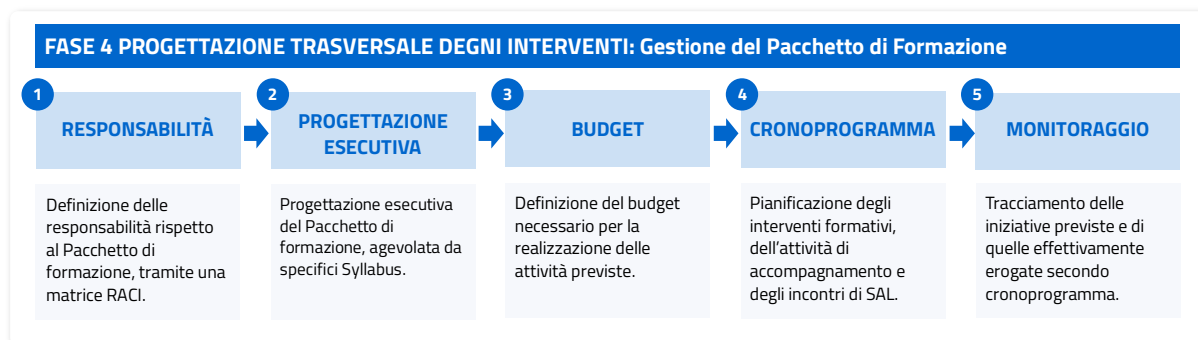 FASE 4 PROGETTAZIONE TRASVERSALE DEGNI INTERVENTI: Gestione del Pacchetto di Formazione
1
RESPONSABILITÀ
Definizione delle
responsabilità rispetto
al Pacchetto di
formazione, tramite una
matrice RACI.
2
PROGETTAZIONE
ESECUTIVA
Progettazione esecutiva
del Pacchetto di
formazione, agevolata da
specifici Syllabus.
3
BUDGET
Definizione del budget
necessario per la
realizzazione delle
attività previste.
4
CRONOPROGRAMMA
Pianificazione degli
interventi formativi,
dell’attività di
accompagnamento e
degli incontri di SAL.
5
MONITORAGGIO
Tracciamento delle
iniziative previste e di
quelle effettivamente
erogate secondo
cronoprogramma.